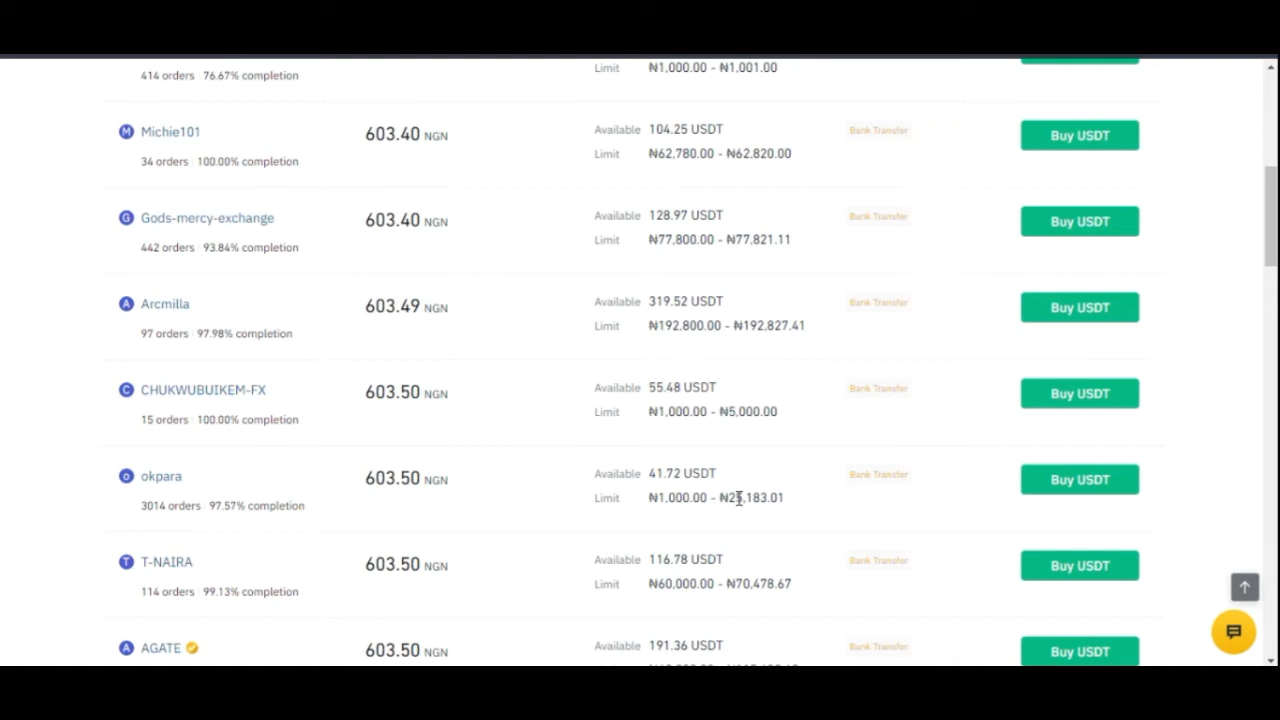 414 orders 76.67% completion
Limit ₦1,000.00 - ₦1,001.00
M Michie101
34 orders 100.00% completion
603.40 NGN
Available 104.25 USDT
Limit ₦62,780.00 - ₦62,820.00
Bank Transfer
Buy USDT
G Gods-mercy-exchange
442 orders 93.84% completion
603.40 NGN
Available 128.97 USDT
Limit ₦77,800.00 - ₦77,821.11
Bank Transfer
Buy USDT
A Arcmilla
97 orders 97.98% completion
603.49 NGN
Available 319.52 USDT
Limit ₦192,800.00 - ₦192,827.41
Bank Transfer
Buy USDT
C CHUKWUBUIKEM-FX
15 orders 100.00% completion
603.50 NGN
Available 55.48 USDT
Limit ₦1,000.00 - ₦5,000.00
Bank Transfer
Buy USDT
o okpara
3014 orders 97.57% completion
603.50 NGN
Available 41.72 USDT
Limit ₦1,000.00 -
Bank Transfer
Buy USDT
T T-NAIRA
114 orders 99.13% completion
603.50 NGN
Available 116.78 USDT
Limit ₦60,000.00 - ₦70,478.67
Bank Transfer
Buy USDT
A AGATE
603.50 NGN
Available 191.36 USDT
Bank Transfer
Buy USDT